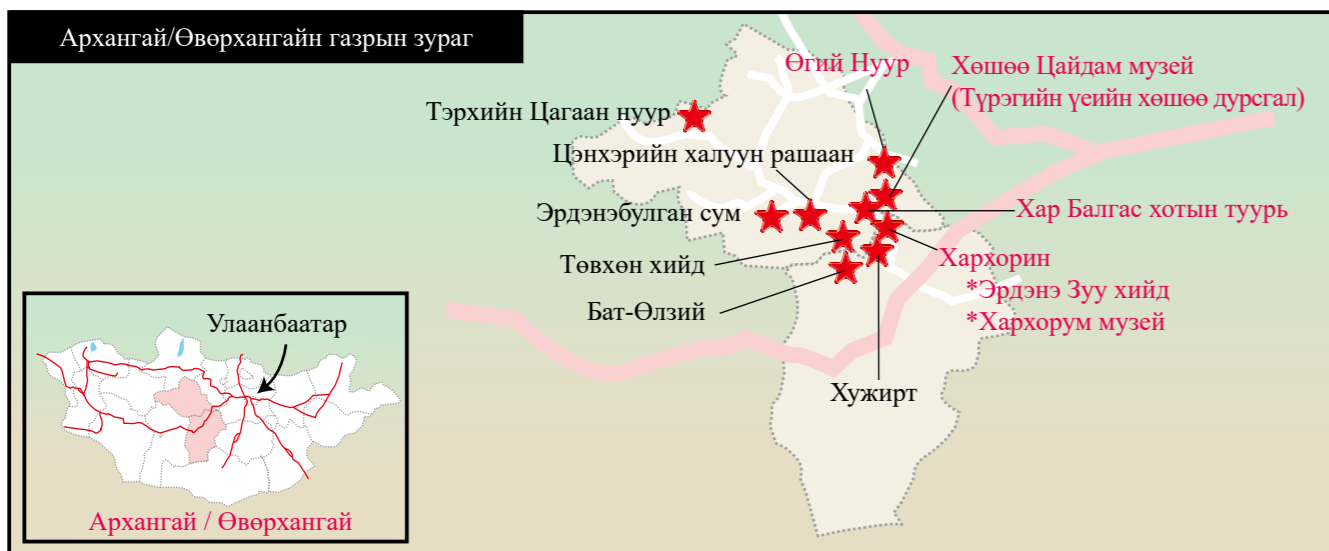 Архангай/Өвөрхангайн газрын зураг
Өгий Нуур
Хөшөө Цайдам музей
(Түрэгийн үеийн хөшөө дурсгал)
Тэрхийн Цагаан нуур
Цэнхэрийн халуун рашаан
Эрдэнэбулган сум
Хар Балгас хотын туурь
Төвхөн хийд
Хархорин
*Эрдэнэ Зуу хийд
*Хархорум музей
Бат-Өлзий
Хужирт
Улаанбаатар
Архангай / Өвөрхангай